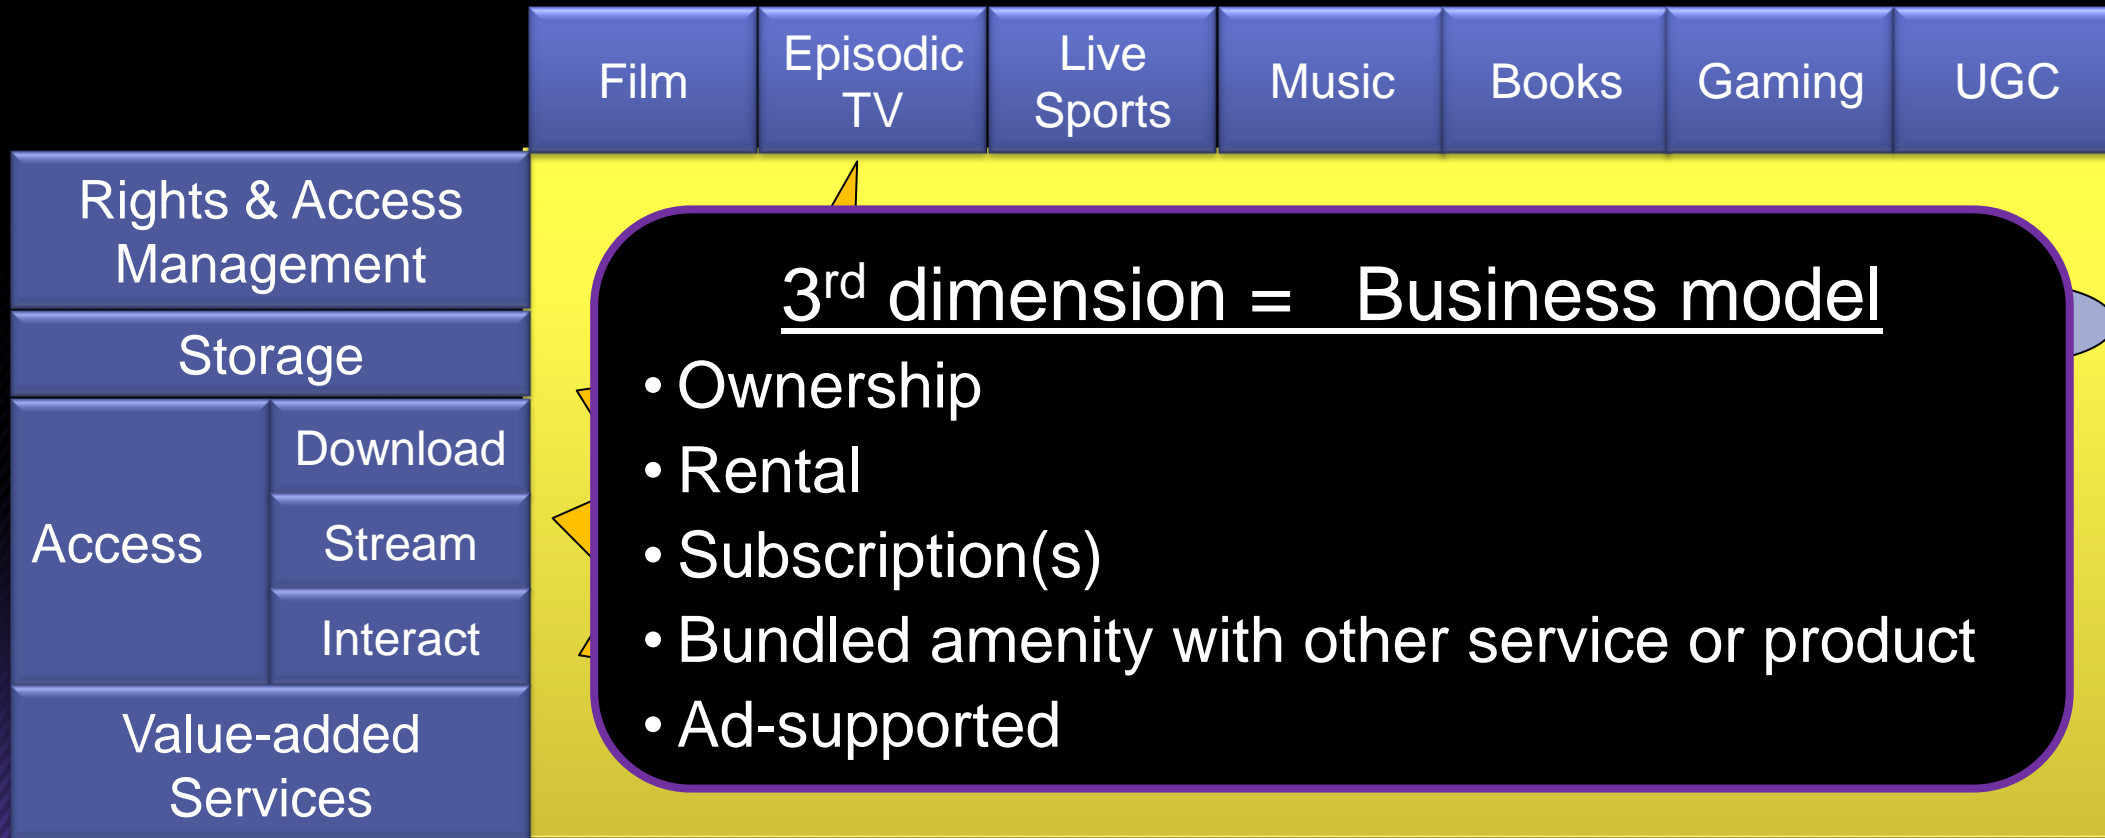 Film
Episodic
TV
Live
Sports
Music
Books
Gaming
UGC
Rights & Access
Management
Storage
Access
Download
Stream
Interact
Value-added
Services
3rd dimension = Business model
• Ownership
• Rental
• Subscription(s)
• Bundled amenity with other service or product
• Ad-supported